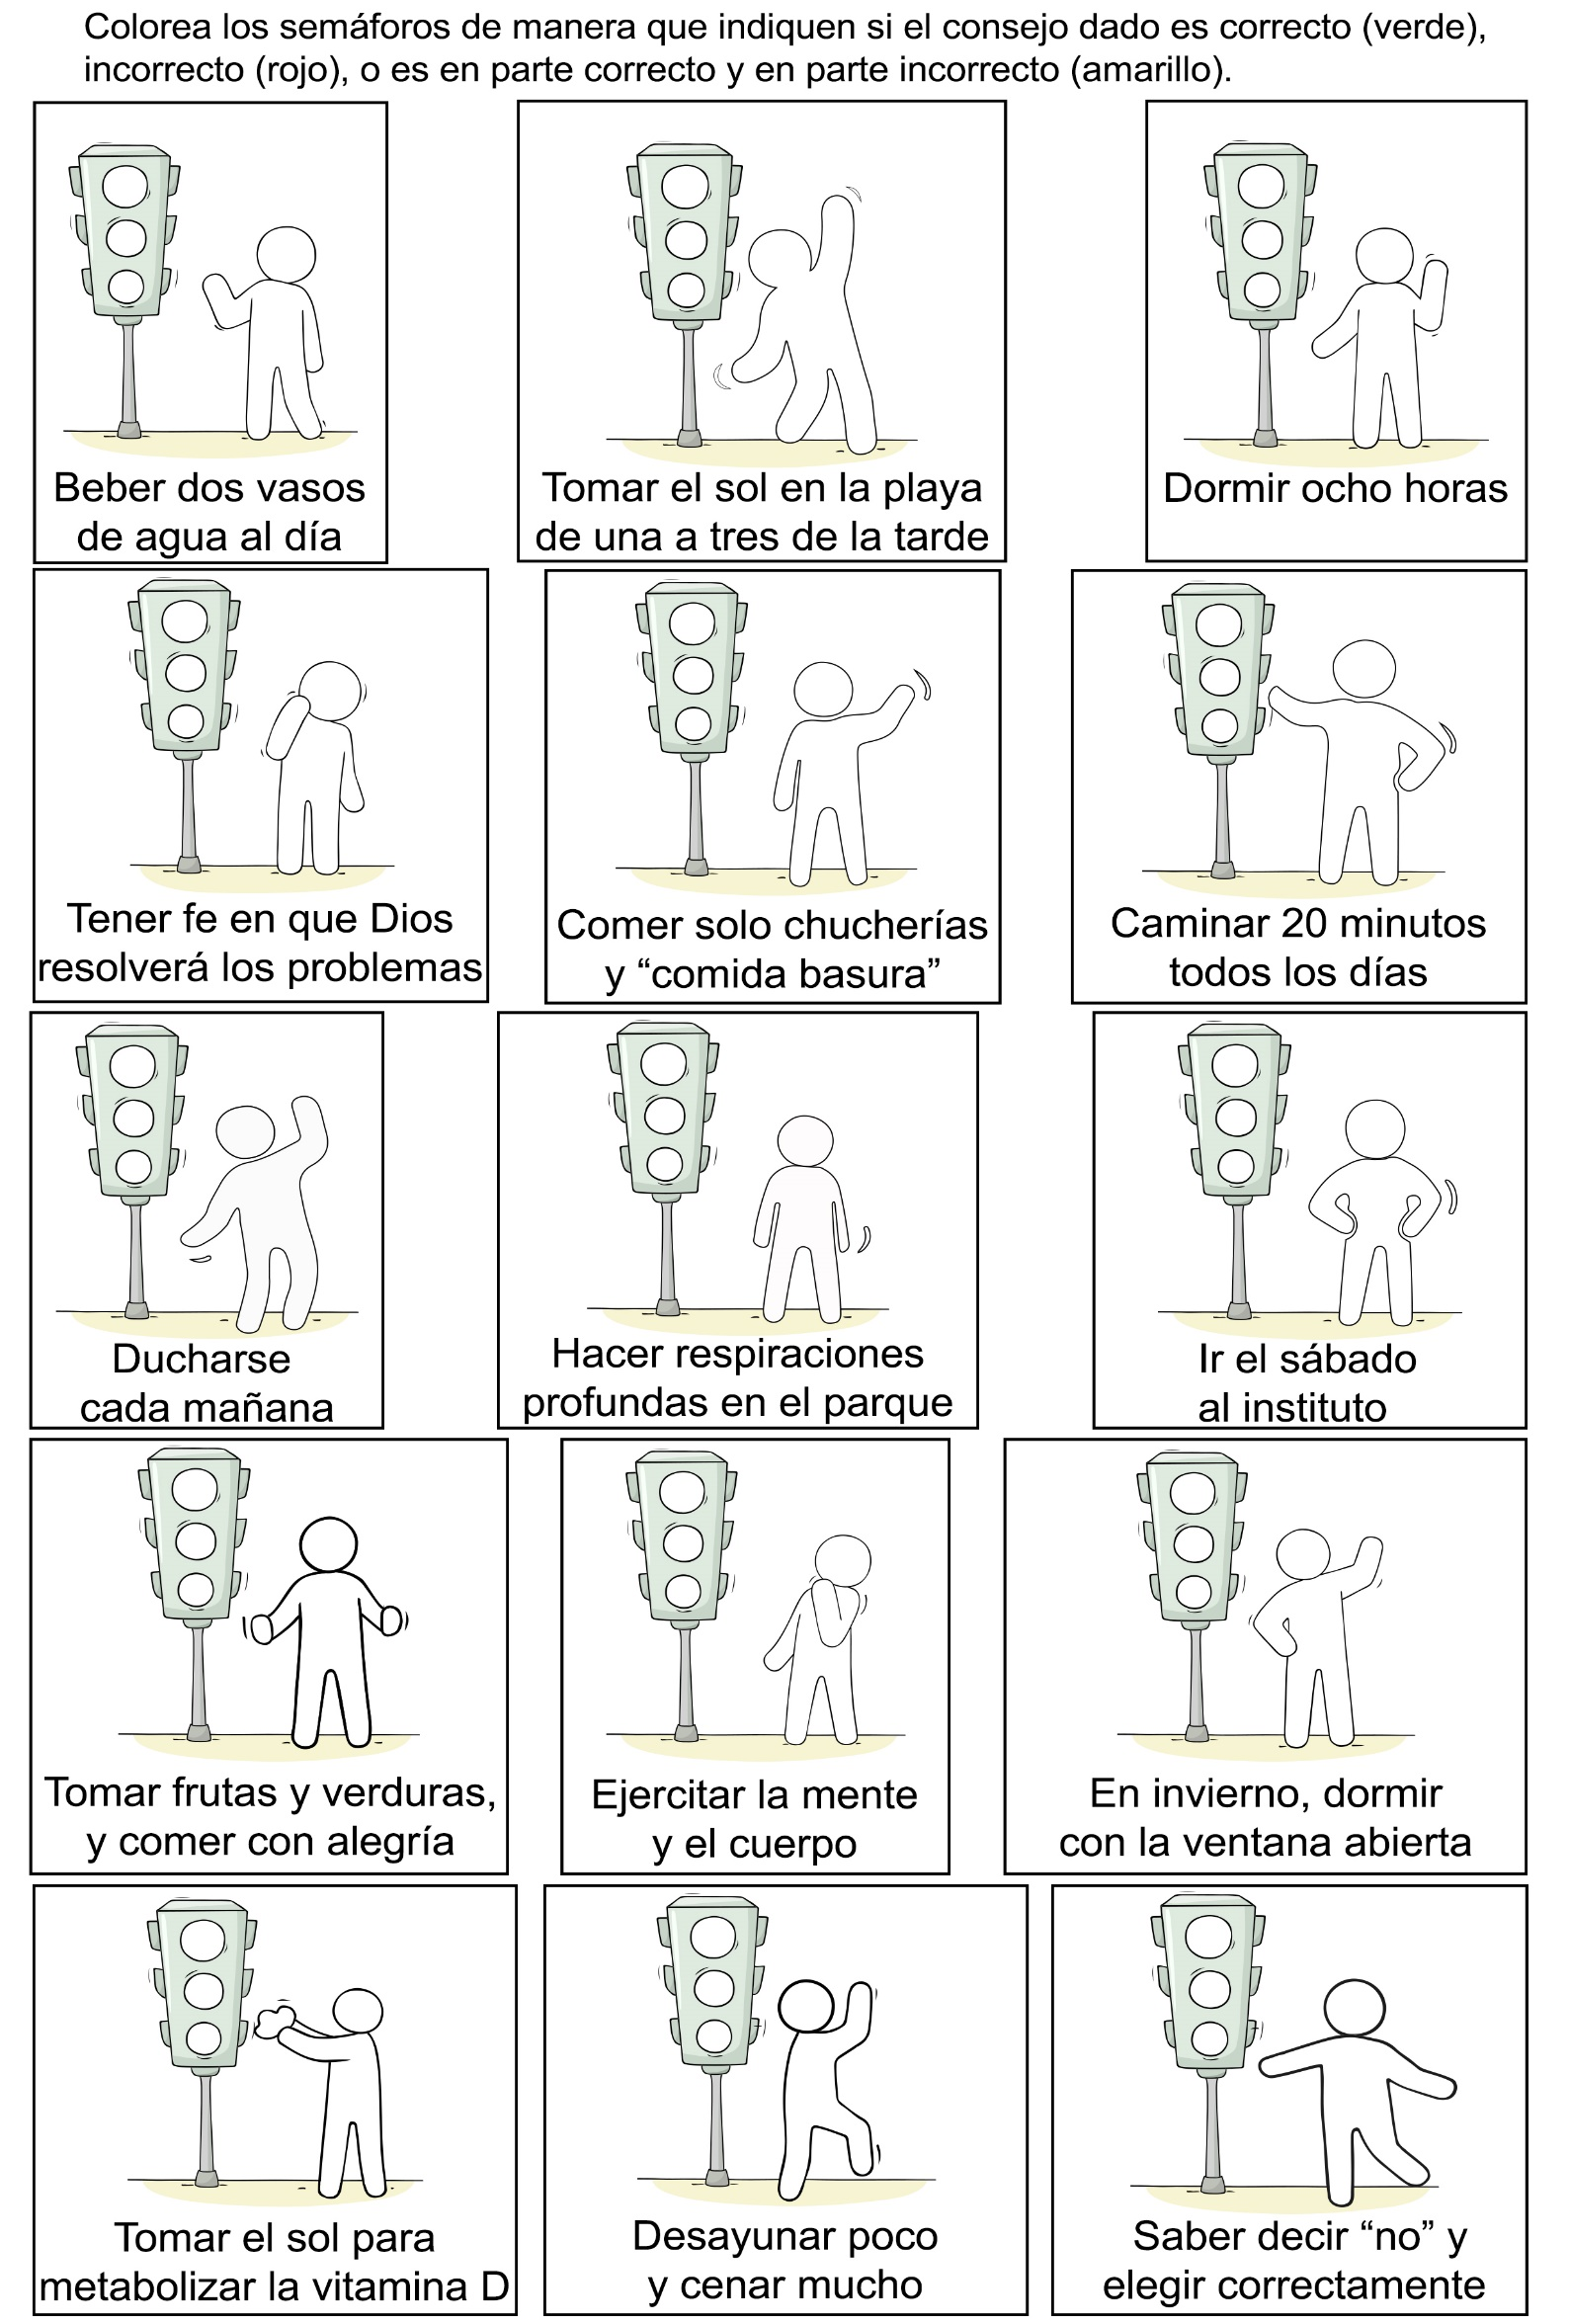 Colorea los semáforos de manera que indiquen si el consejo dado es correcto (verde),
incorrecto (rojo), o es en parte correcto y en parte incorrecto (amarillo).
Beber dos vasos
de agua al día
Tomar el sol en la playa
de una a tres de la tarde
Dormir ocho horas
Tener fe en que Dios
resolverá los problemas
Comer solo chucherías
y “comida basura”
Caminar 20 minutos
todos los días
Ducharse
cada mañana
Hacer respiraciones
profundas en el parque
Ir el sábado
al instituto
Tomar frutas y verduras,
y comer con alegría
Ejercitar la mente
y el cuerpo
En invierno, dormir
con la ventana abierta
Tomar el sol para
metabolizar la vitamina D
Desayunar poco
y cenar mucho
Saber decir “no” y
elegir correctamente